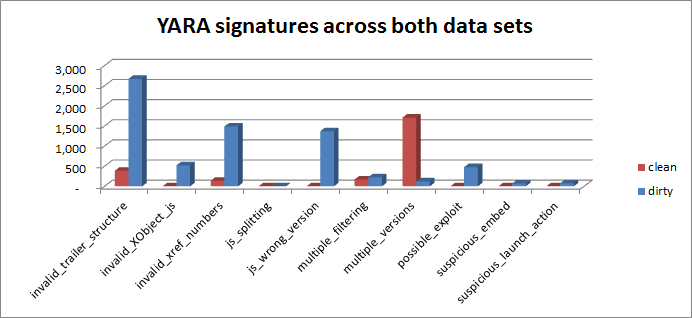 YARA signatures across both data sets
3,000
2,500
2,000
1,500
1,000
500
-
invalid_trailer_structure
invalid_XObject_js
invalid_xref_numbers
js_splitting
js_wrong_version
multiple_filtering
multiple_versions
possible_exploit
suspicious_embed
suspicious_launch_action
clean
dirty